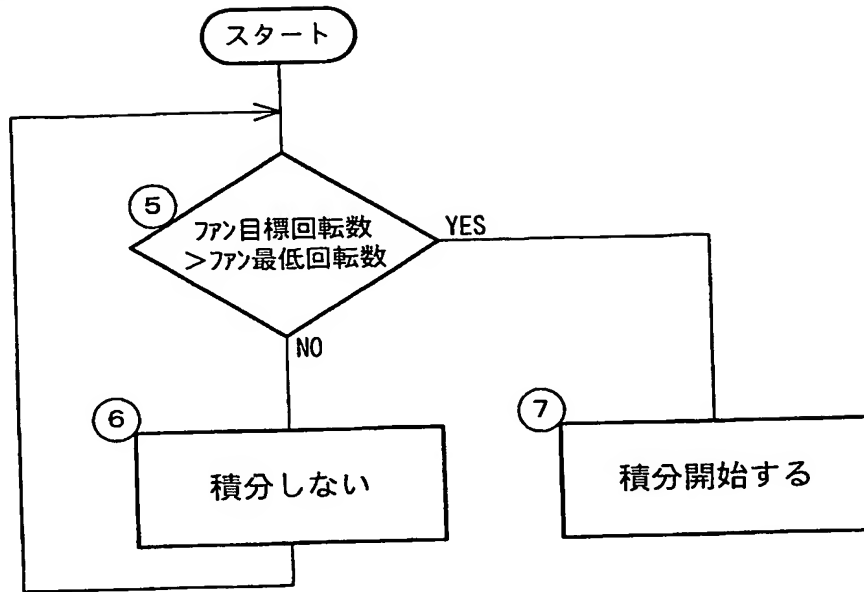 スタート
⑤
ファン目標回転数
>ファン最低回転数
YES
NO
⑥
積分しない
⑦
積分開始する